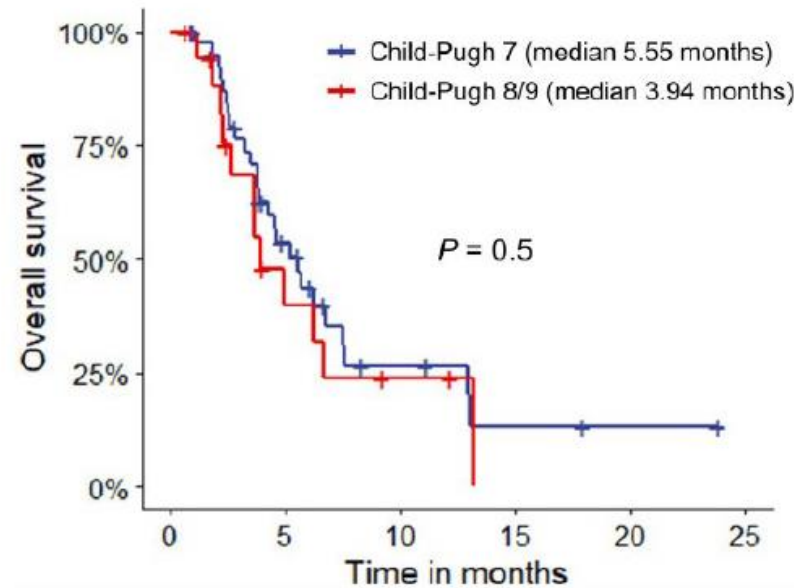 100%
75%
50%
25%
0%
Overall survival
Child-Pugh 7 (median 5.55 months)
Child-Pugh 8/9 (median 3.94 months)
P = 0.5
0 5 10 15 20 25
Time in months